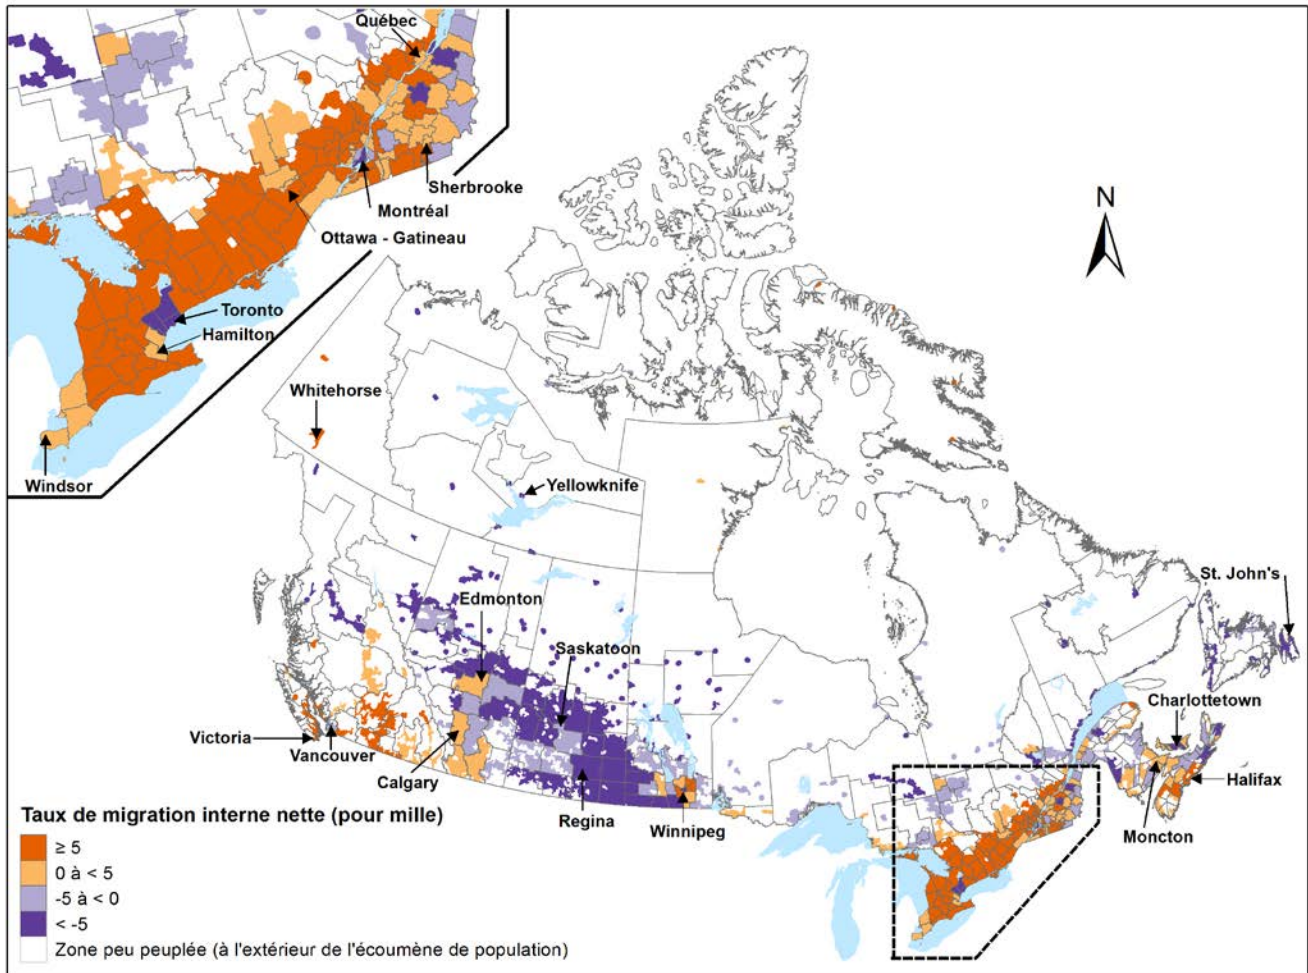 Québec
Sherbrooke
Montréal
Ottawa - Gatineau
Toronto
Hamilton
Windsor
N
Whitehorse
Yellowknife
St. John's
Edmonton
Saskatoon
Charlottetown
Victoria
Vancouver
Calgary
Halifax
Regina
Winnipeg
Moncton
Taux de migration interne nette (pour mille)
≥ 5
0 à < 5
-5 à < 0
< -5
Zone peu peuplée (à l'extérieur de l'écoumène de population)